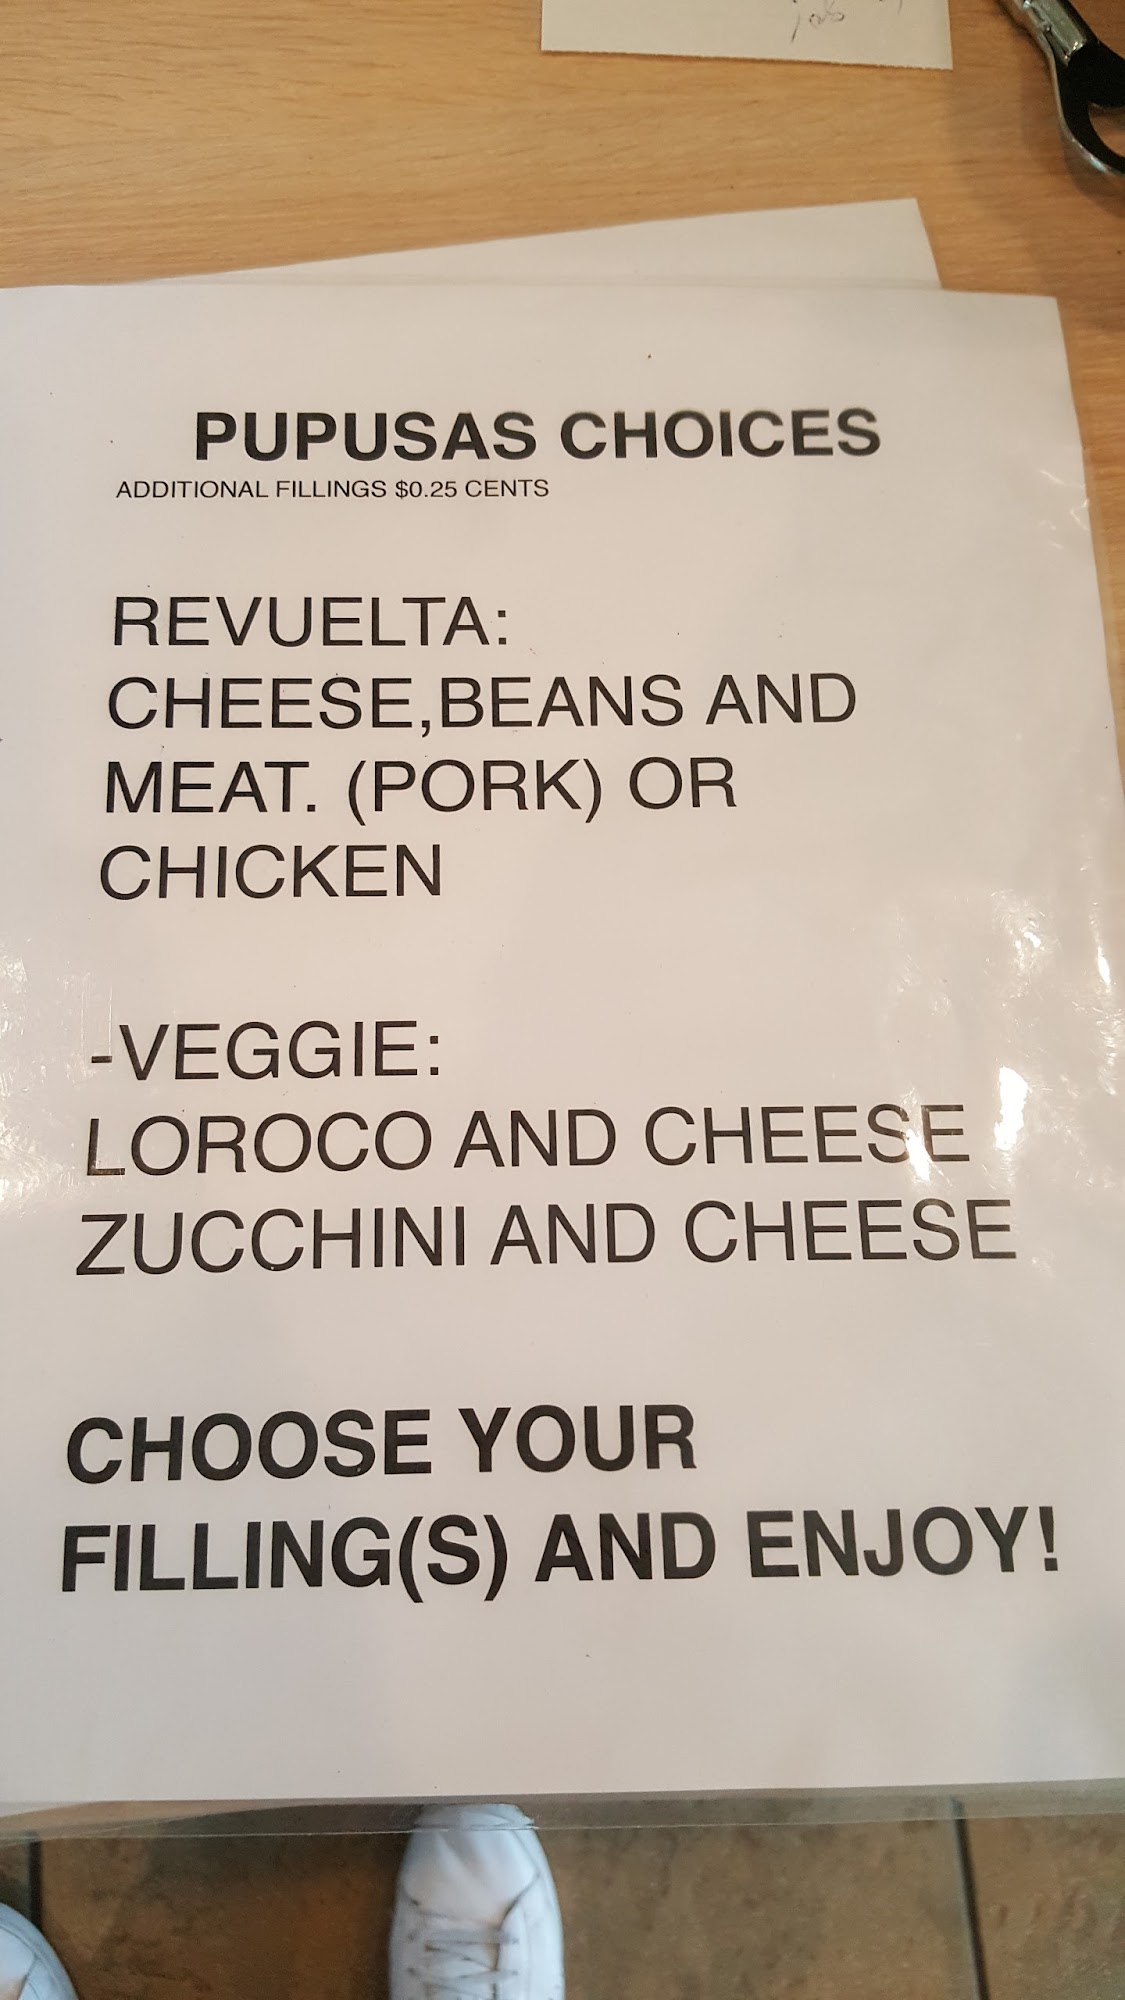 PUPUSAS CHOICES
ADDITIONAL FILLINGS $0.25 CENTS
REVUELTA:
CHEESE,BEANS AND
MEAT. (PORK) OR
CHICKEN
-VEGGIE:
LOROCO AND CHEESE
ZUCCHINI AND CHEESE
CHOOSE YOUR
FILLING(S) AND ENJOY!